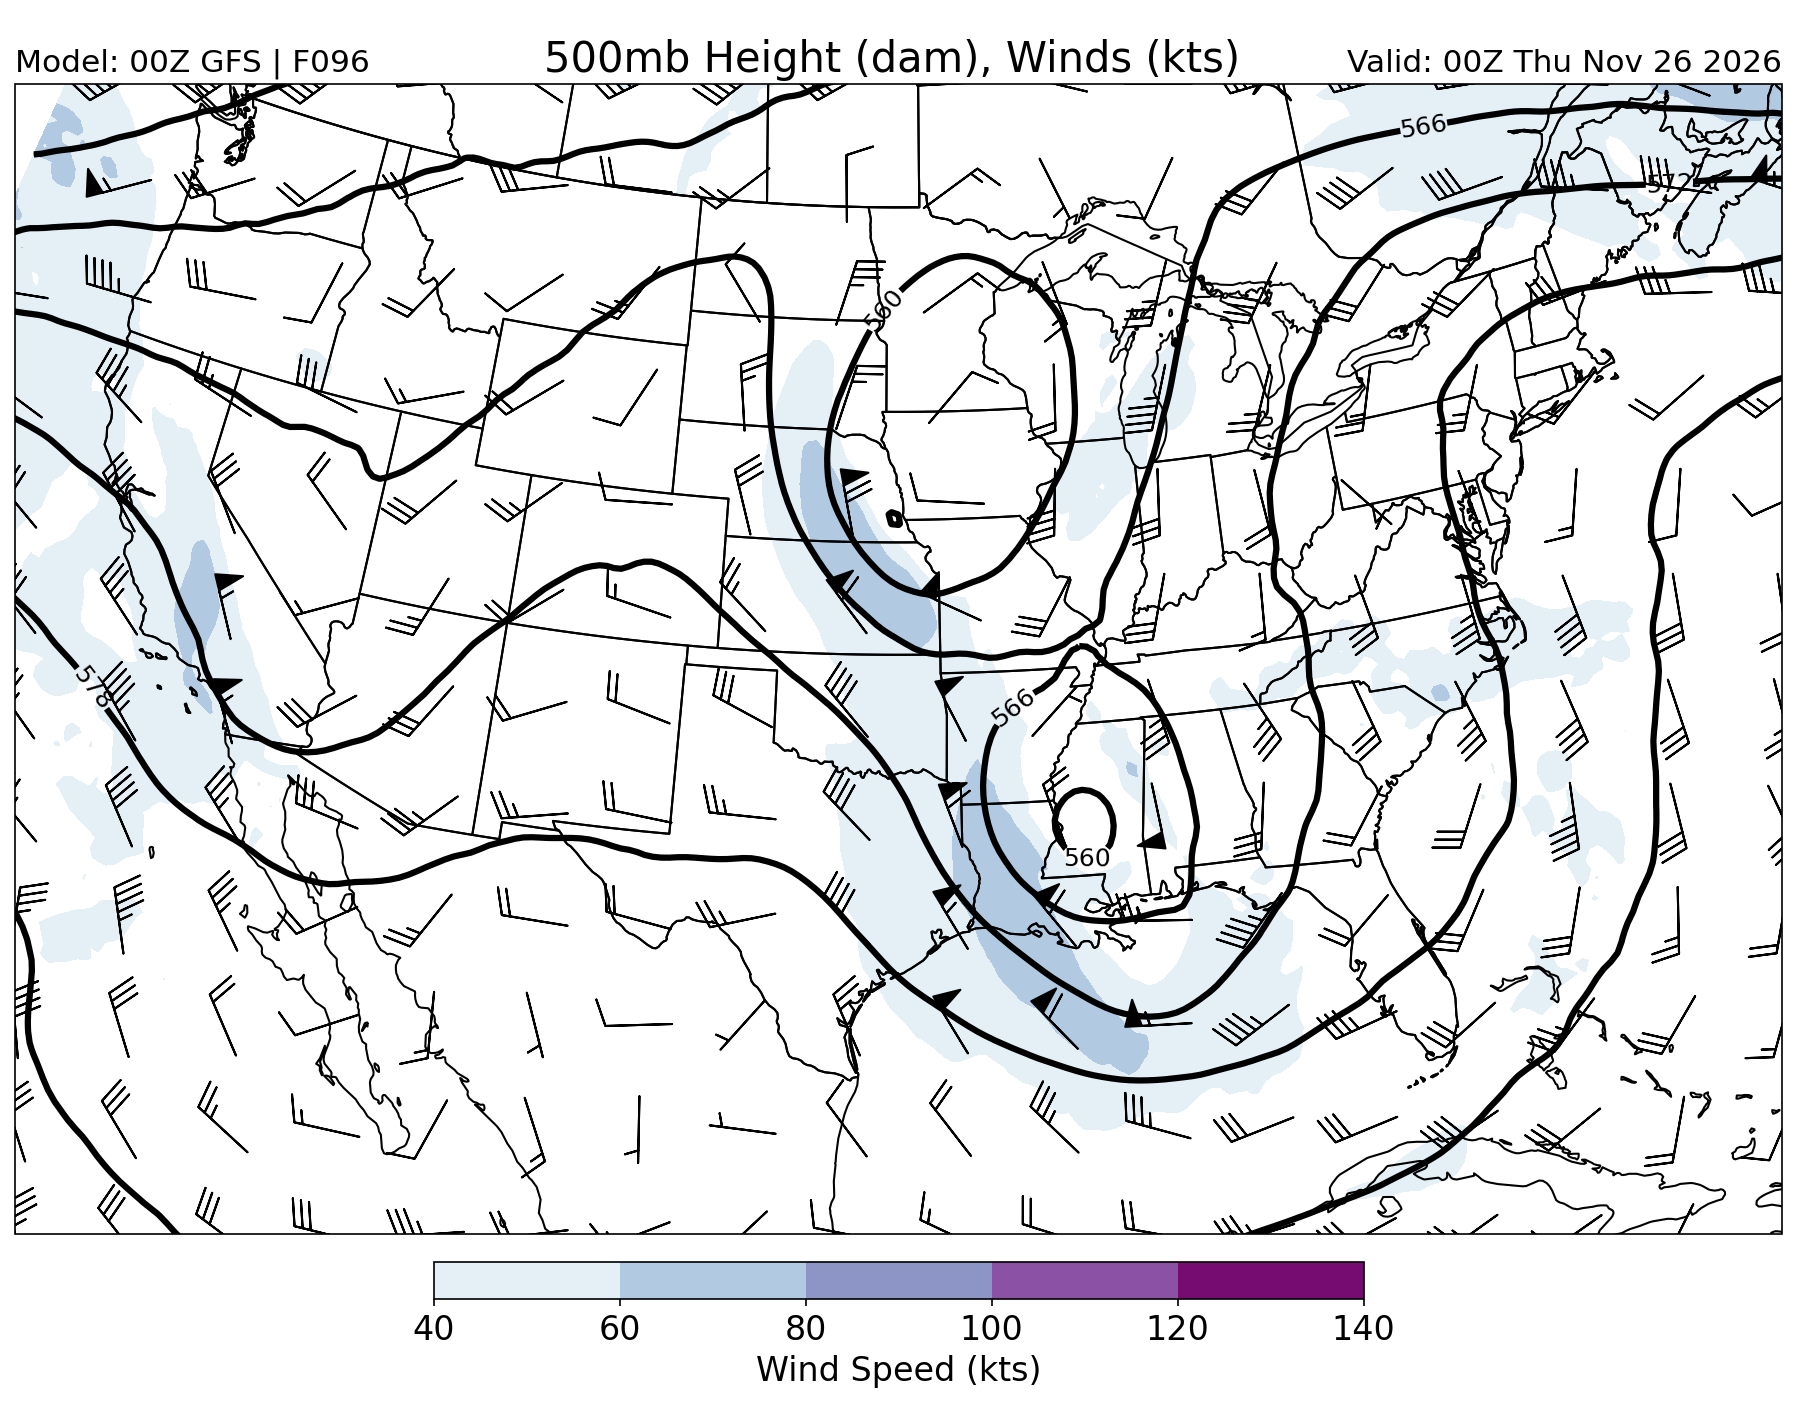 Model: 00Z GFS | F096
500mb Height (dam), Winds (kts)
Valid: 00Z Thu Nov 26 2026
566
572
560
578
566
560
40 60 80 100 120 140
Wind Speed (kts)